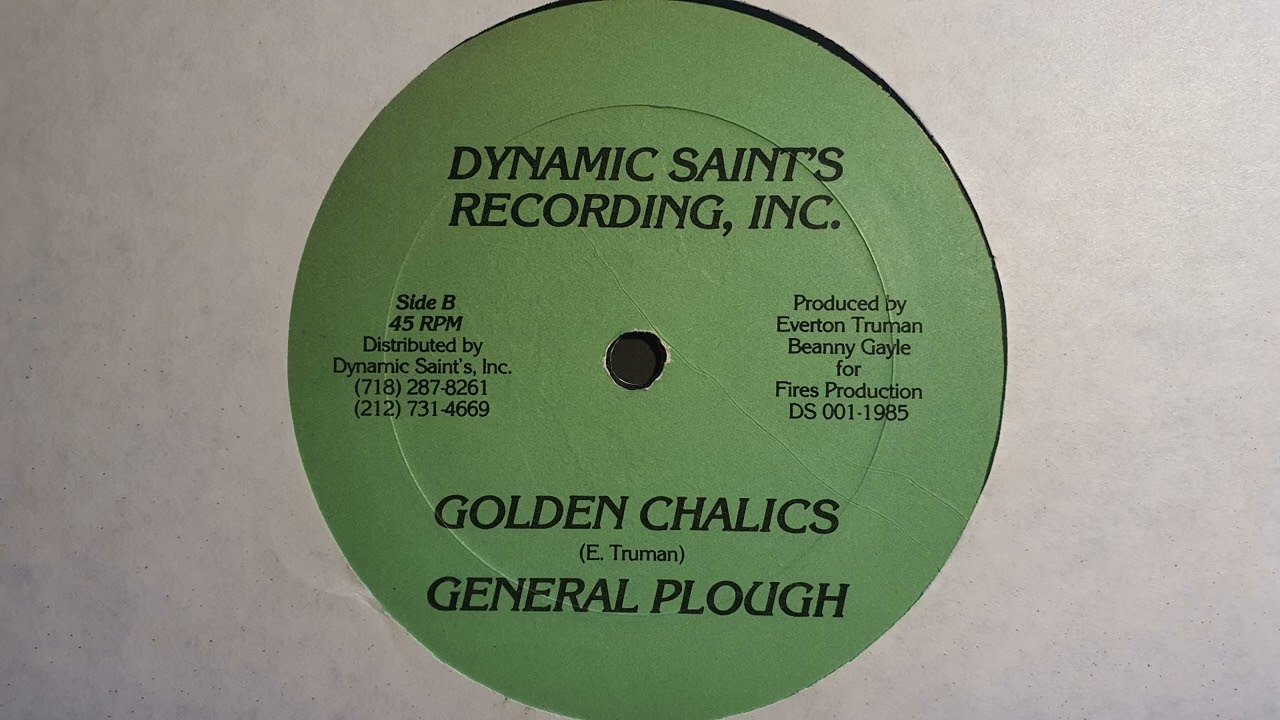 DYNAMIC SAINT'S
RECORDING, INC.
Side B
45 RPM
Distributed by
Dynamic Saint's, Inc.
(718) 287-8261
(212) 731-4669
Produced by
Everton Truman
Beanny Gayle
for
Fires Production
DS 001-1985
GOLDEN CHALICS
(E. Truman)
GENERAL PLOUGH